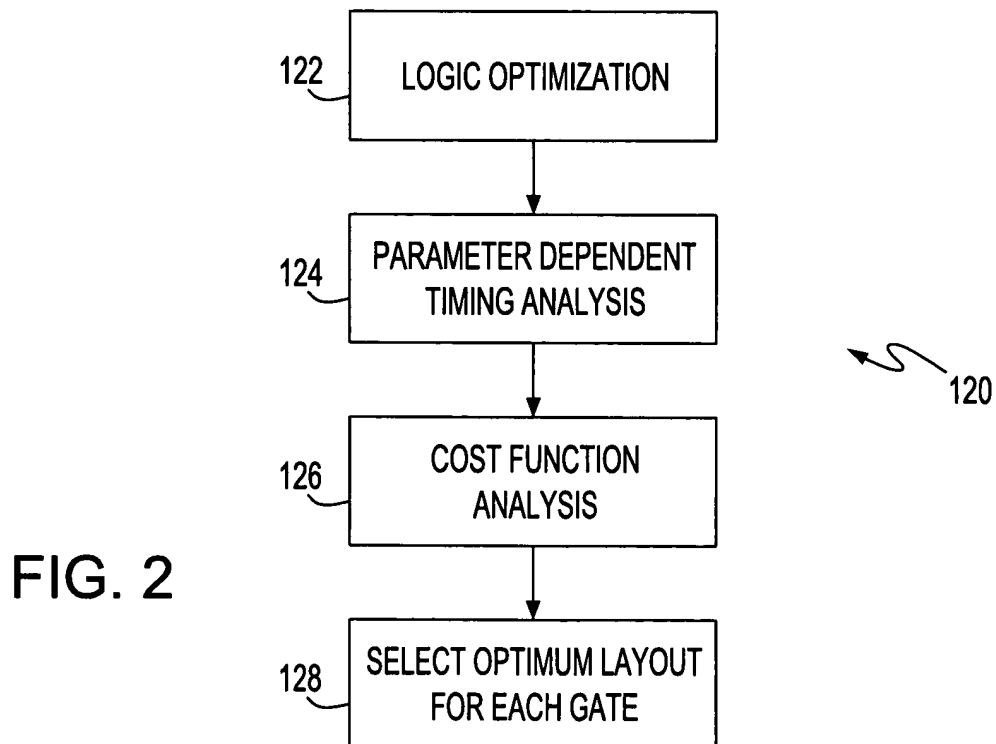 122
LOGIC OPTIMIZATION
124
PARAMETER DEPENDENT
TIMING ANALYSIS
120
126
COST FUNCTION
ANALYSIS
FIG. 2
128
SELECT OPTIMUM LAYOUT
FOR EACH GATE